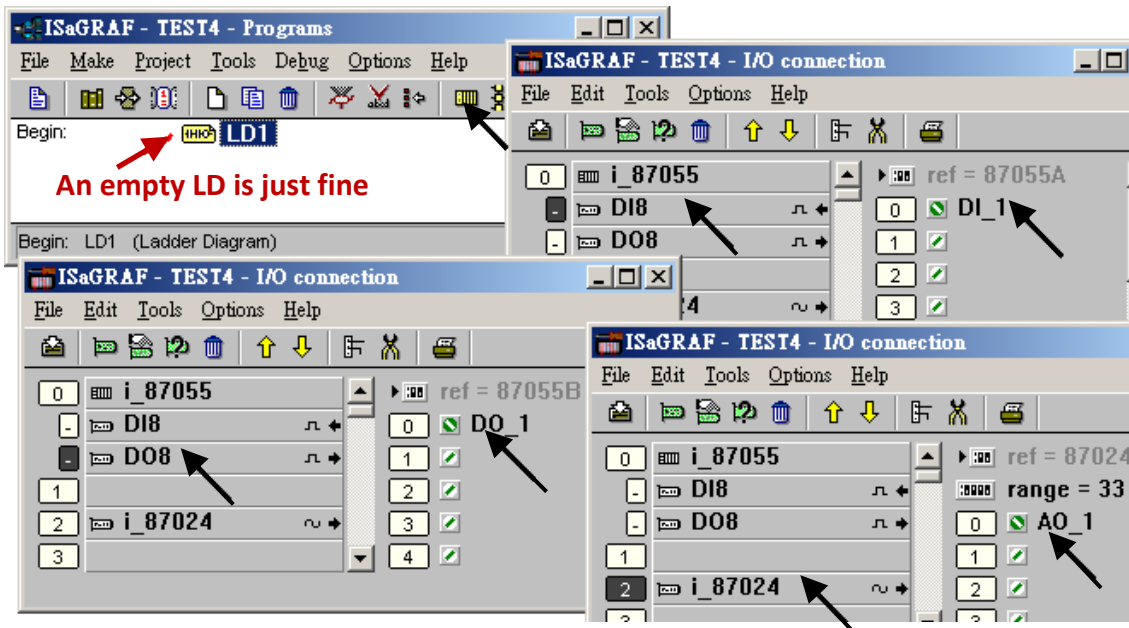 ISaGRAF - TEST4 - Programs
File Make Project Tools Debug Options Help
Begin: LD1
An empty LD is just fine
Begin: LD1 (Ladder Diagram)
ISaGRAF - TEST4 - I/O connection
File Edit Tools Options Help
0 i_87055 ref = 87055A
- DI8 0 DI_1
- DO8 1
2
3
ISaGRAF - TEST4 - I/O connection
File Edit Tools Options Help
0 i_87055 ref = 87055B
- DI8 0 DO_1
- DO8 1
1 2
2 i_87024 3
3 4
ISaGRAF - TEST4 - I/O connection
File Edit Tools Options Help
0 i_87055 ref = 87024
- DI8 range = 33
- DO8 0 AO_1
1 1
2 i_87024 2
3 3